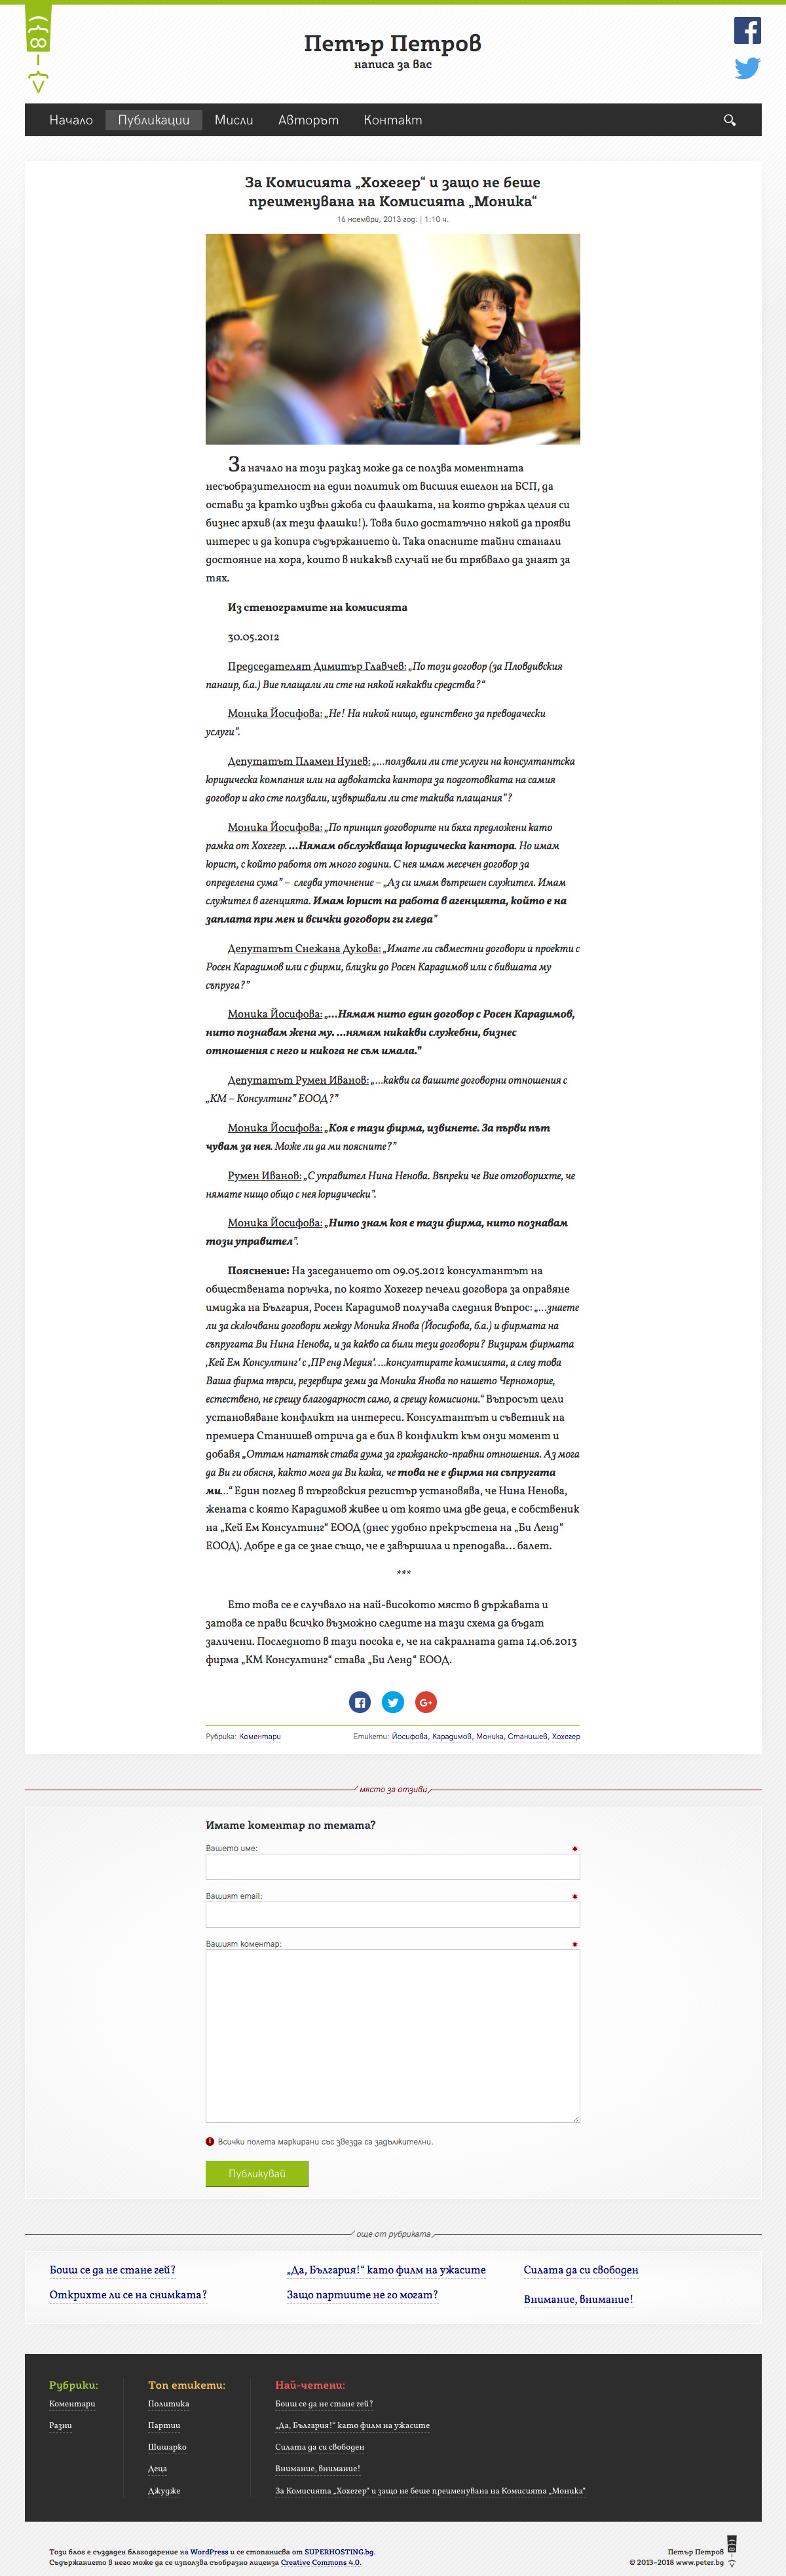 Петър Петров
написа за вас
Начало Публикации Мисли Авторът Контакт
За Комисията „Хохегер“ и защо не беше
преименувана на Комисията „Моника“
16 ноември, 2013 год. | 1:10 ч.
За начало на този разказ може да се ползва моментната
несъобразителност на един политик от висшия ешелон на БСП, да
остави за кратко извън джоба си флашката, на която държал целия си
бизнес архив (ах тези флашки!). Това било достатъчно някой да прояви
интерес и да копира съдържанието ѝ. Така опасните тайни станали
достояние на хора, които в никакъв случай не би трябвало да знаят за
тях.
Из стенограмите на комисията
30.05.2012
Председателят Димитър Главчев: „По този договор (за Пловдивския
панаир, б.а.) Вие плащали ли сте на някой някакви средства?“
Моника Йосифова: „Не! На никой нищо, единствено за преводачески
услуги”.
Депутатът Пламен Нунев: „…ползвали ли сте услуги на консултантска
юридическа компания или на адвокатска кантора за подготовката на самия
договор и ако сте ползвали, извършвали ли сте такива плащания”?
Моника Йосифова: „По принцип договорите ни бяха предложени като
рамка от Хохегер. …Нямам обслужваща юридическа кантора. Но имам
юрист, с който работя от много години. С нея имам месечен договор за
определена сума” – следва уточнение – „Аз си имам вътрешен служител. Имам
служител в агенцията. Имам юрист на работа в агенцията, който е на
заплата при мен и всички договори ги гледа”
Депутатът Снежана Дукова: „Имате ли съвместни договори и проекти с
Росен Карадимов или с фирми, близки до Росен Карадимов или с бившата му
съпруга?”
Моника Йосифова: „…Нямам нито един договор с Росен Карадимов,
нито познавам жена му. …нямам никакви служебни, бизнес
отношения с него и никога не съм имала.”
Депутатът Румен Иванов: „…какви са вашите договорни отношения с
„КМ – Консултинг” ЕООД?”
Моника Йосифова: „Коя е тази фирма, извинете. За първи път
чувам за нея. Може ли да ми поясните?”
Румен Иванов: „С управител Нина Ненова. Въпреки че Вие отговорихте, че
нямате нищо общо с нея юридически”.
Моника Йосифова: „Нито знам коя е тази фирма, нито познавам
този управител”.
Пояснение: На заседанието от 09.05.2012 консултантът на
обществената поръчка, по която Хохегер печели договора за оправяне
имиджа на България, Росен Карадимов получава следния въпрос: „…знаете
ли за сключвани договори между Моника Янова (Йосифова, б.а.) и фирмата на
съпругата Ви Нина Ненова, и за какво са били тези договори? Визирам фирмата
‚Кей Ем Консултинг‘ с ‚ПР енд Медия‘. …консултирате комисията, а след това
Ваша фирма търси, резервира земи за Моника Янова по нашето Черноморие,
естествено, не срещу благодарност само, а срещу комисиони.“ Въпросът цели
установяване конфликт на интереси. Консултантът и съветник на
премиера Станишев отрича да е бил в конфликт към онзи момент и
добавя „Оттам нататък става дума за гражданско-правни отношения. Аз мога
да Ви ги обясня, както мога да Ви кажа, че това не е фирма на съпругата
ми…“ Един поглед в търговския регистър установява, че Нина Ненова,
жената с която Карадимов живее и от която има две деца, е собственик
на „Кей Ем Консултинг“ ЕООД (днес удобно прекръстена на „Би Ленд“
ЕООД). Добре е да се знае също, че е завършила и преподава… балет.
***
Ето това се е случвало на най-високото място в държавата и
затова се прави всичко възможно следите на тази схема да бъдат
заличени. Последното в тази посока е, че на сакралната дата 14.06.2013
фирма „КМ Консултинг“ става „Би Ленд“ ЕООД.
Рубрика: Коментари Етикети: Йосифова, Карадимов, Моника, Станишев, Хохегер
място за отзиви
Имате коментар по темата?
Вашето име:
Вашият email:
Вашият коментар:
Всички полета маркирани със звезда са задължителни.
Публикувай
още от рубриката
Боиш се да не стане гей? „Да, България!“ като филм на ужасите Силата да си свободен
Открихте ли се на снимката? Защо партиите не го могат? Внимание, внимание!
Рубрики: Топ етикети: Най-четени:
Коментари Политика Боиш се да не стане гей?
Разни Партии „Да, България!“ като филм на ужасите
Шишарко Силата да си свободен
Деца Внимание, внимание!
Джудже За Комисията „Хохегер“ и защо не беше преименувана на Комисията „Моника“
Този блог е създаден благодарение на WordPress и се стопанисва от SUPERHOSTING.bg. Петър Петров
Съдържанието в него може да се използва съобразно лиценза Creative Commons 4.0. © 2013–2018 www.peter.bg